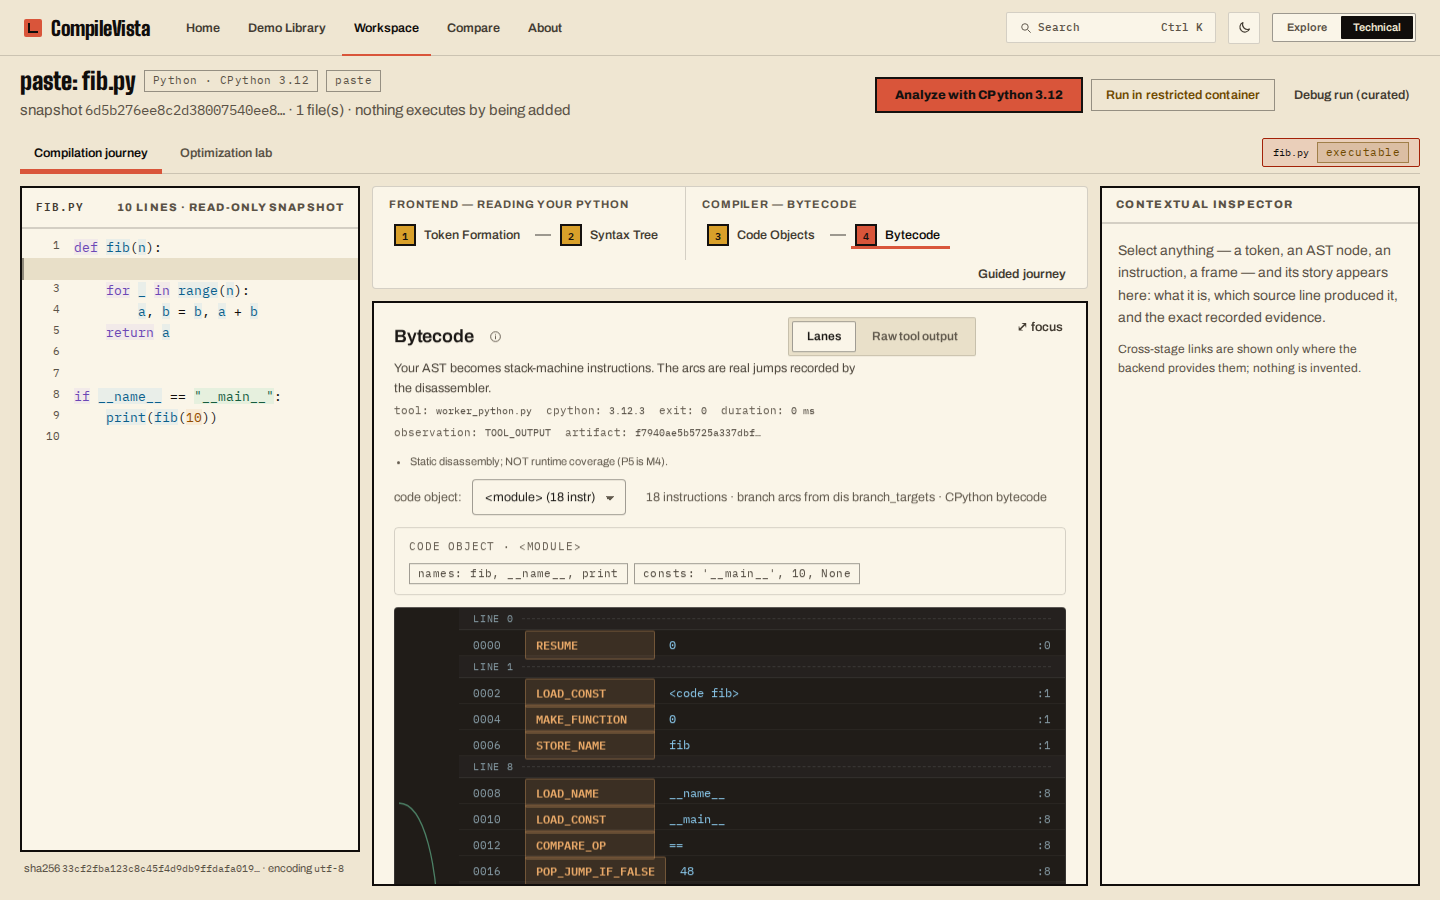 CompileVista Home Demo Library Workspace Compare About Search Ctrl K Explore Technical
paste: fib.py Python · CPython 3.12 paste
snapshot 6d5b276ee8c2d38007540ee8… · 1 file(s) · nothing executes by being added
Analyze with CPython 3.12 Run in restricted container Debug run (curated)
Compilation journey Optimization lab fib.py executable
FIB.PY 10 LINES · READ-ONLY SNAPSHOT
1 def fib(n):
3 for _ in range(n):
4 a, b = b, a + b
5 return a
6
7
8 if __name__ == "__main__":
9 print(fib(10))
10
sha256 33cf2fba123c8c45f4d9db9ffdafa019… · encoding utf-8
FRONTEND — READING YOUR PYTHON
1 Token Formation — 2 Syntax Tree
COMPILER — BYTECODE
3 Code Objects — 4 Bytecode
Guided journey
Bytecode Lanes Raw tool output focus
Your AST becomes stack-machine instructions. The arcs are real jumps recorded by
the disassembler.
tool: worker_python.py cpython: 3.12.3 exit: 0 duration: 0 ms
observation: TOOL_OUTPUT artifact: f7940ae5b5725a337dbf…
• Static disassembly; NOT runtime coverage (P5 is M4).
code object: <module> (18 instr) 18 instructions · branch arcs from dis branch_targets · CPython bytecode
CODE OBJECT · <MODULE>
names: fib, __name__, print consts: '__main__', 10, None
LINE 0
0000 RESUME 0 :0
LINE 1
0002 LOAD_CONST <code fib> :1
0004 MAKE_FUNCTION 0 :1
0006 STORE_NAME fib :1
LINE 8
0008 LOAD_NAME __name__ :8
0010 LOAD_CONST __main__ :8
0012 COMPARE_OP == :8
0016 POP_JUMP_IF_FALSE 48 :8
CONTEXTUAL INSPECTOR
Select anything — a token, an AST node, an
instruction, a frame — and its story appears
here: what it is, which source line produced it,
and the exact recorded evidence.
Cross-stage links are shown only where the
backend provides them; nothing is invented.